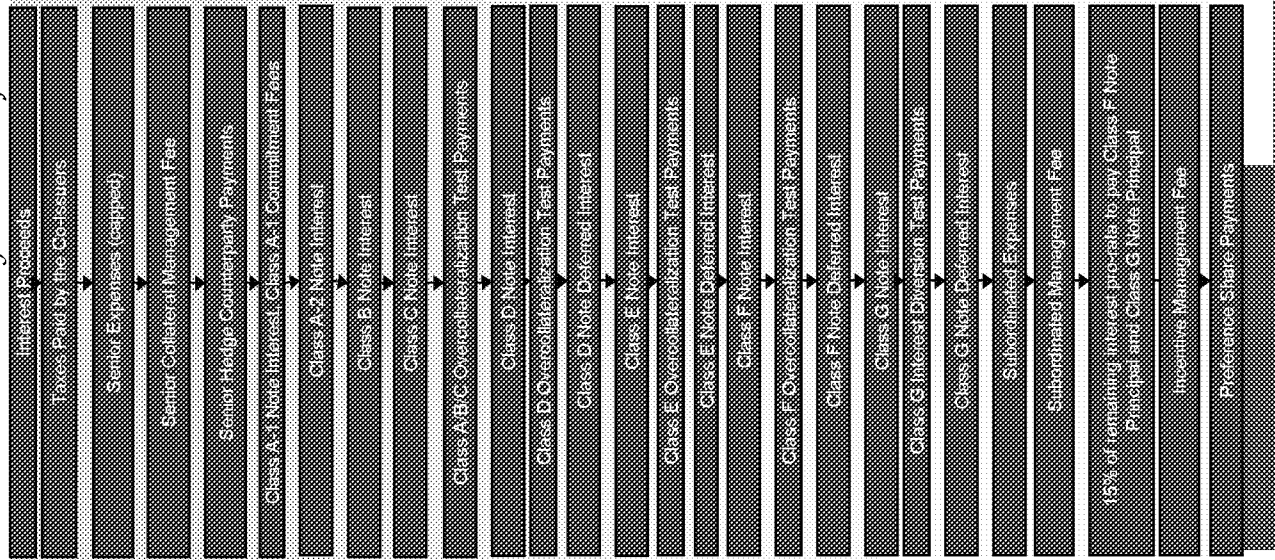 Interest Proceeds
Taxes Paid by the Co-Issuers
Senior Expenses (capped)
Senior Collateral Management Fee
Senior Hedge Counterparty Payments
Class A-1 Note Interest, Class A-1 Commitment Fees
Class A-2 Note Interest
Class B Note Interest
Class C Note Interest
Class A/B/C Overcollateralization Test Payments
Class D Note Interest
Class D Overcollateralization Test Payments
Class D Note Deferred Interest
Class E Note Interest
Class E Overcollateralization Test Payments
Class E Note Deferred Interest
Class F Note Interest
Class F Overcollateralization Test Payments
Class F Note Deferred Interest
Class G Note Interest
Class G Interest Diversion Test Payments
Class G Note Deferred Interest
Subordinated Expenses
Subordinated Management Fee
15% of remaining interest pro-rata to pay Class F Note
Principal and Class G Note Principal
Incentive Management Fee
Preference Share Payments